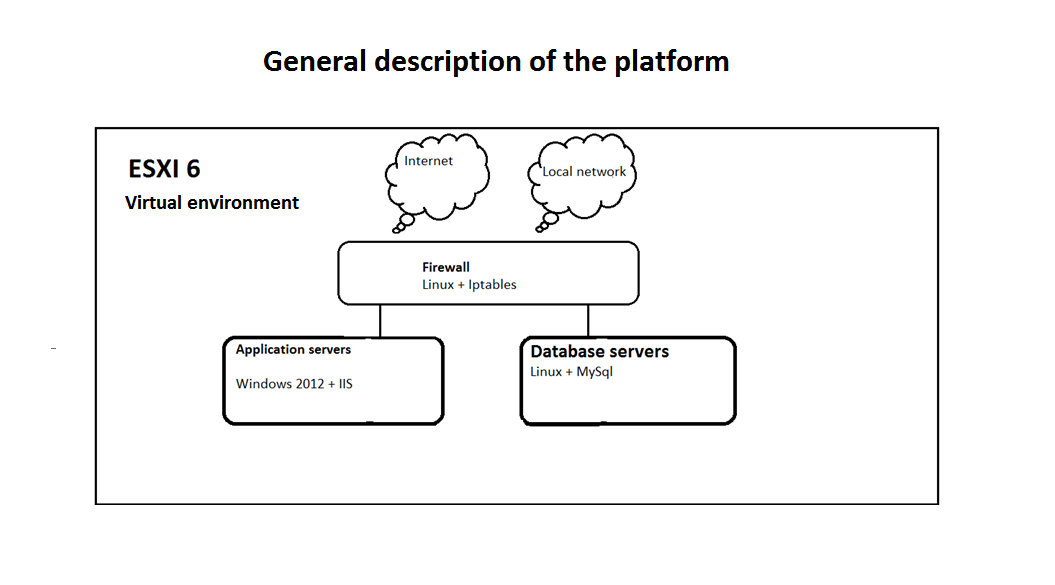 General description of the platform
ESXI 6
Virtual environment
Internet
Local network
Firewall
Linux + Iptables
Application servers
Windows 2012 + IIS
Database servers
Linux + MySql